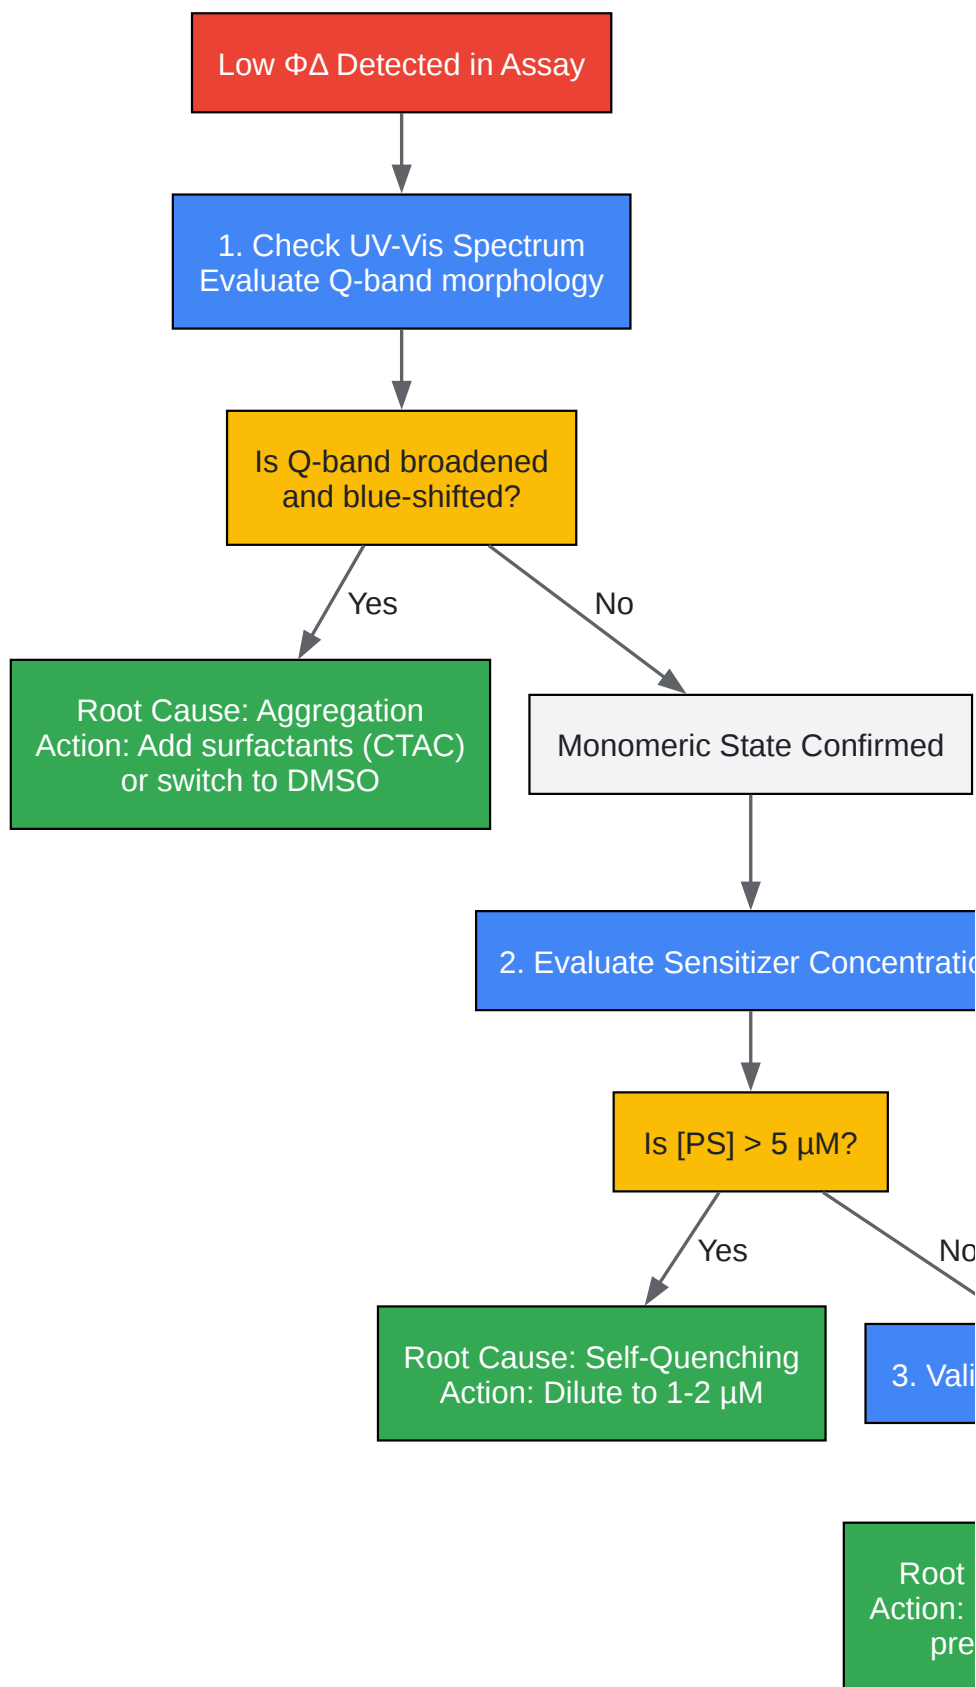 Low ΦΔ Detected in Assay
1. Check UV-Vis Spectrum
Evaluate Q-band morphology
Is Q-band broadened
and blue-shifted?
Yes
No
Root Cause: Aggregation
Action: Add surfactants (CTAC)
or switch to DMSO
Monomeric State Confirmed
2. Evaluate Sensitizer Concentratio
Is [PS] > 5 µM?
Yes
No
Root Cause: Self-Quenching
Action: Dilute to 1-2 µM
3. Vali
Root
Action:
pre